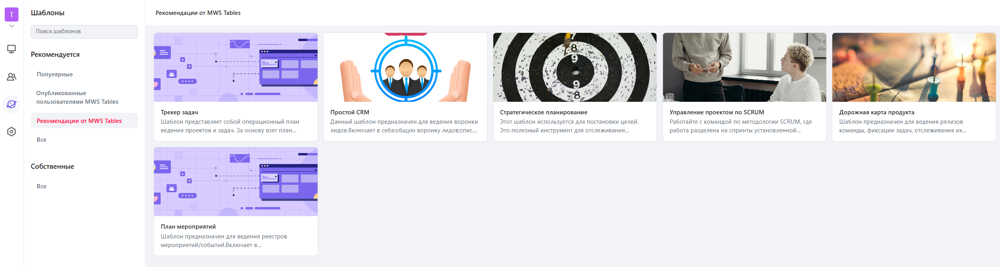 T
Шаблоны
Поиск шаблонов
Рекомендуется
Популярные
Опубликованные
пользователями MWS Tables
Рекомендации от MWS Tables
Все
Собственные
Все
Рекомендации от MWS Tables
8
9
9
8
GOES
Трекер задач
Шаблон представляет собой операционный план
ведения проектов и задач. За основу взят план...
Простой CRM
Данный шаблон предназначен для ведения воронки
лидов.Включает в себя:общую воронку лидов;спис...
Стратегическое планирование
Этот шаблон используется для постановки целей.
Это полезный инструмент для отслеживания...
Управление проектом по SCRUM
Работайте с командой по методологии SCRUM, где
работа разделена на спринты установленной...
Дорожная карта продукта
Шаблон предназначен для ведения релизов
команды, фиксации задач, отслеживания их...
План мероприятий
Шаблон предназначен для ведения реестров
мероприятий/событий.Включает в...